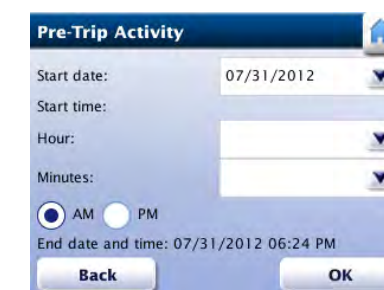 Pre-Trip Activity
Start date: 07/31/2012
Start time:
Hour:
Minutes:
AM PM
End date and time: 07/31/2012 06:24 PM
Back OK